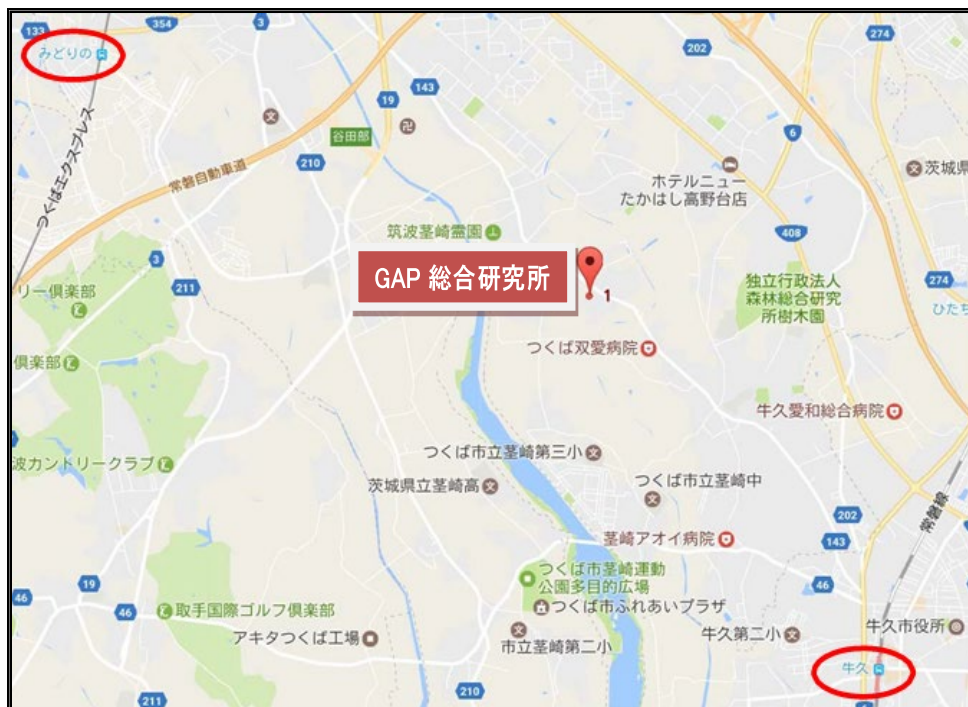 133
354
3
274
みどりの
202
143
19
6
谷田部
210
つくばエクスプレス
常磐自動車道
ホテルニュー
たかはし高野台店
茨城県
筑波茎崎霊園
408
3
GAP 総合研究所
1
独立行政法人
森林総合研究
所樹木園
274
211
リー倶楽部
ひたち
つくば双愛病院
倶楽部
牛久愛和総合病院
つくば市立茎崎第三小
波カンドリークラブ
茨城県立茎崎高
つくば市立茎崎中
常磐線
202
茎崎アオイ病院
143
つくば市茎崎運動
公園多目的広場
19
46
46
46
取手国際ゴルフ倶楽部
つくば市ふれあいプラザ
アキタつくば工場
市立茎崎第二小
牛久第二小
牛久市役所
牛久
210
211
6